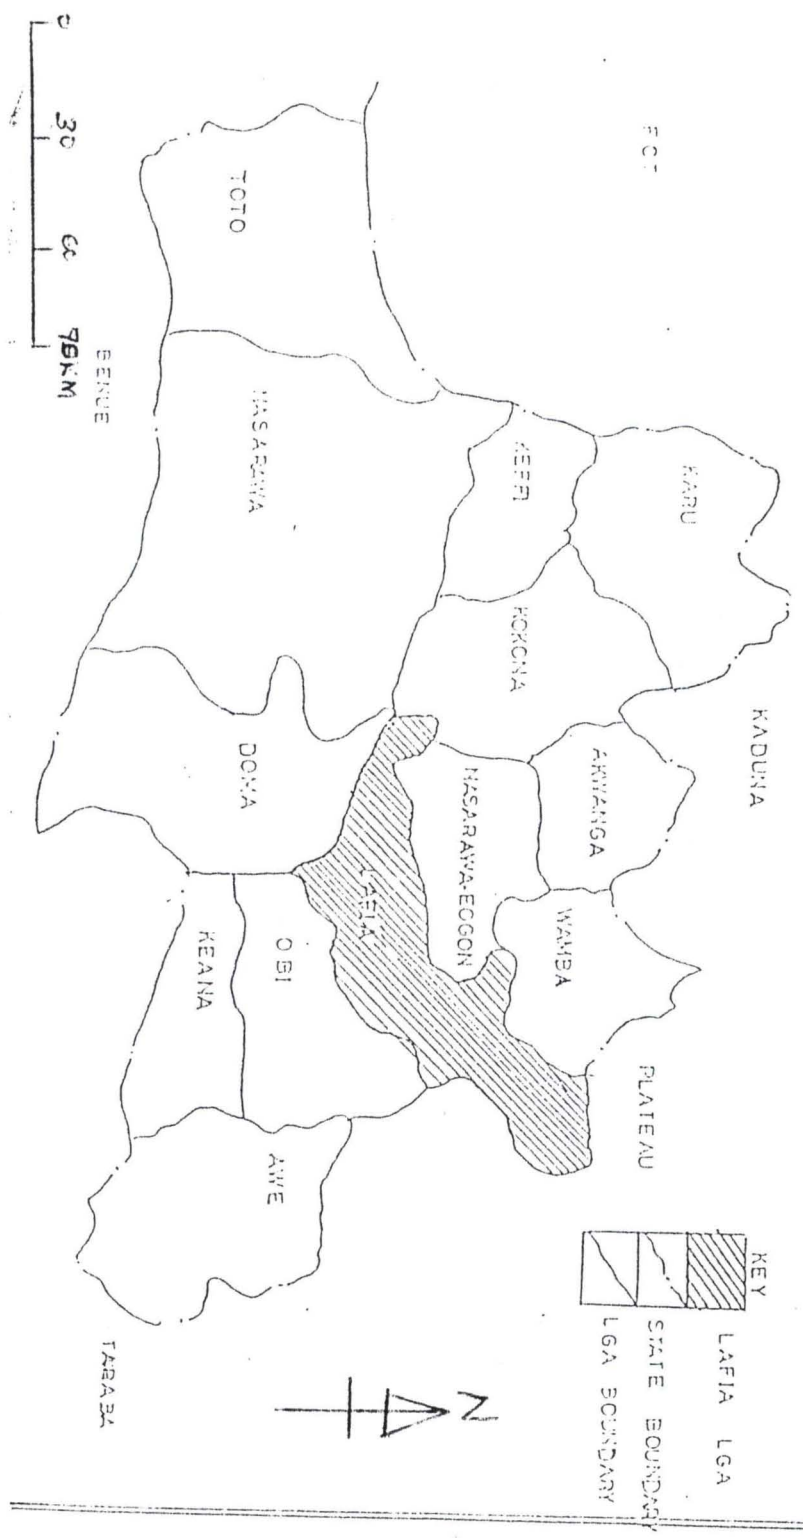 FCT
KADUNA
PLATEAU
TARABA
BENUE
KARU
KEFFI
KOKONA
AKWANGA
WAMBA
NASARAWA-EGGON
TOTO
NASARAWA
DOMA
LAFIA
OBI
KEANA
AWE
KEY
LAFIA LGA
STATE BOUNDARY
LGA BOUNDARY
N
0 30 60